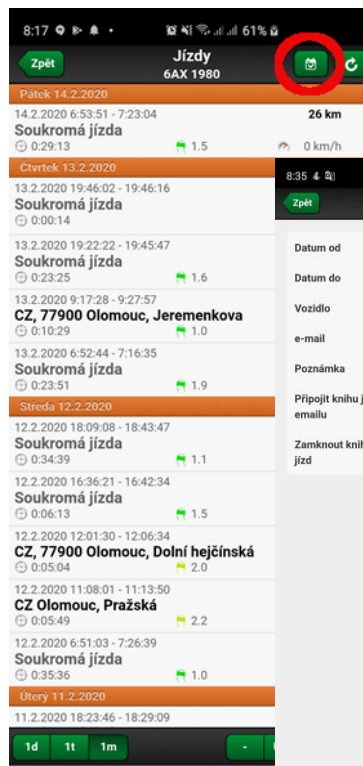 8:17 61%
Zpět Jízdy
6AX 1980
Pátek 14.2.2020
14.2.2020 6:53:51 - 7:23:04 26 km
Soukromá jízda
0:29:13 1.5 0 km/h
Čtvrtek 13.2.2020
13.2.2020 19:46:02 - 19:46:16
Soukromá jízda
0:00:14
13.2.2020 19:22:22 - 19:45:47
Soukromá jízda
0:23:25 1.6
13.2.2020 9:17:28 - 9:27:57
CZ, 77900 Olomouc, Jeremenkova
0:10:29 1.0
13.2.2020 6:52:44 - 7:16:35
Soukromá jízda
0:23:51 1.9
Středa 12.2.2020
12.2.2020 18:09:08 - 18:43:47
Soukromá jízda
0:34:39 1.1
12.2.2020 16:36:21 - 16:42:34
Soukromá jízda
0:06:13 1.5
12.2.2020 12:01:30 - 12:06:34
CZ, 77900 Olomouc, Dolní hejčínská
0:05:04 2.0
12.2.2020 11:08:01 - 11:13:50
CZ Olomouc, Pražská
0:05:49 2.2
12.2.2020 6:51:03 - 7:26:39
Soukromá jízda
0:35:36 1.0
Úterý 11.2.2020
11.2.2020 18:23:46 - 18:29:09
1d 1t 1m -
8:35
Zpět
Datum od
Datum do
Vozidlo
e-mail
Poznámka
Připojit knihu j
emailu
Zamknout knih
jízd